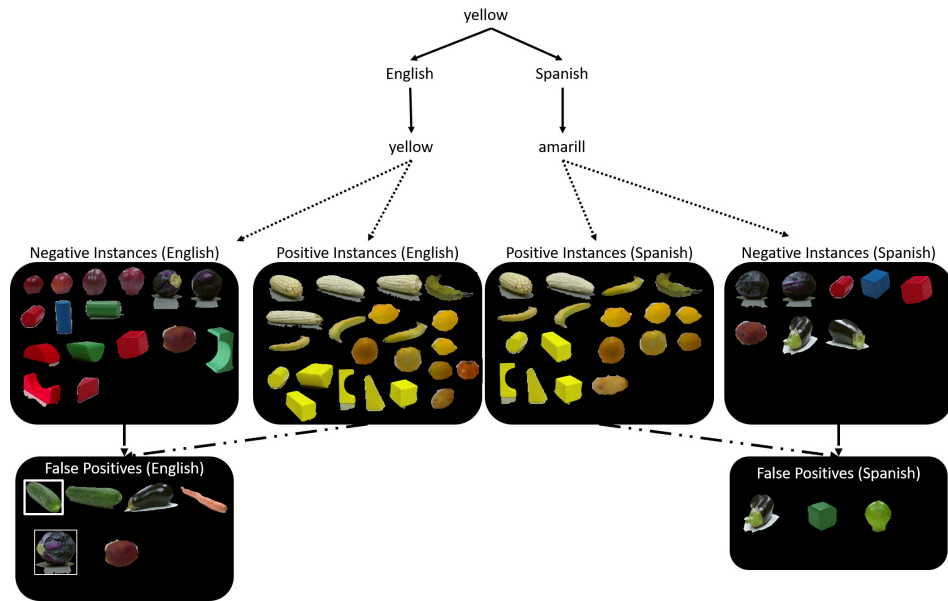 yellow
English
Spanish
yellow
amarill
Negative Instances (English)
Positive Instances (English)
Positive Instances (Spanish)
Negative Instances (Spanish)
False Positives (English)
False Positives (Spanish)